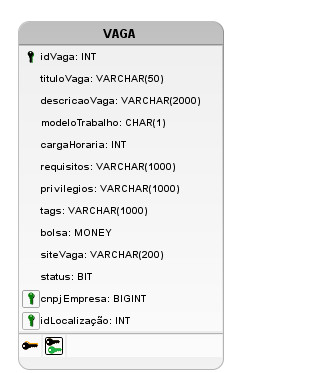 VAGA
idVaga: INT
tituloVaga: VARCHAR(50)
descricaoVaga: VARCHAR(2000)
modeloTrabalho: CHAR(1)
cargaHoraria: INT
requisitos: VARCHAR(1000)
privilegios: VARCHAR(1000)
tags: VARCHAR(1000)
bolsa: MONEY
siteVaga: VARCHAR(200)
status: BIT
cnpjEmpresa: BIGINT
idLocalização: INT